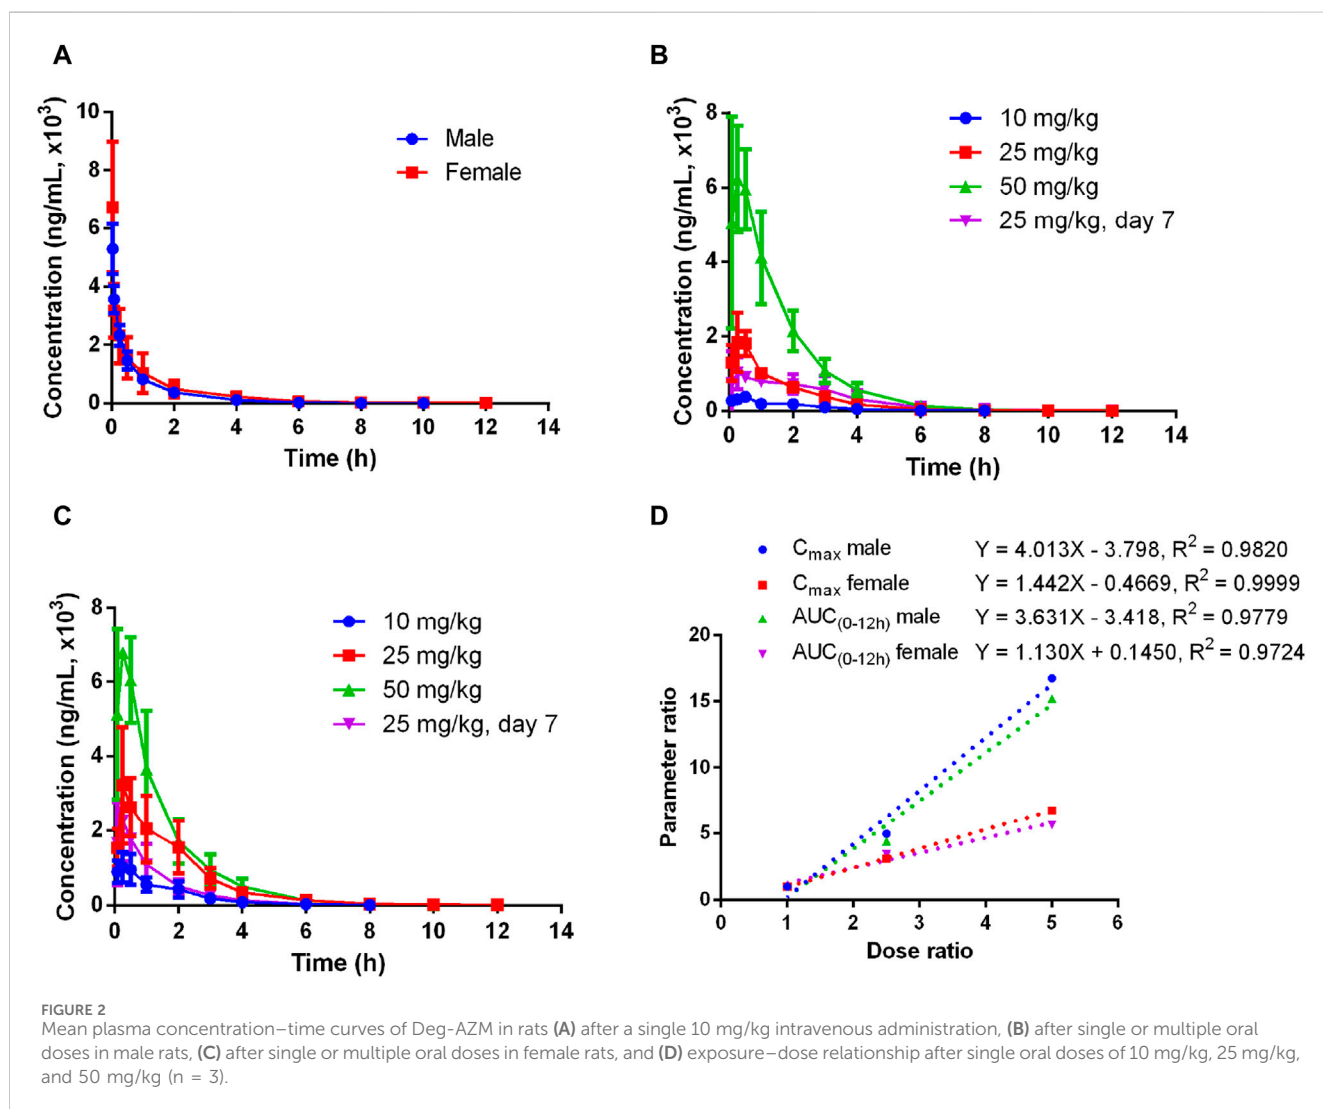 A
Concentration (ng/mL, x10³)
10
8
6
4
2
0
0 2 4 6 8 10 12 14
Time (h)
Male
Female
B
Concentration (ng/mL, x10³)
8
6
4
2
0
0 2 4 6 8 10 12 14
Time (h)
10 mg/kg
25 mg/kg
50 mg/kg
25 mg/kg, day 7
C
Concentration (ng/mL, x10³)
8
6
4
2
0
0 2 4 6 8 10 12 14
Time (h)
10 mg/kg
25 mg/kg
50 mg/kg
25 mg/kg, day 7
D
Cmax male Y = 4.013X - 3.798, R² = 0.9820
Cmax female Y = 1.442X - 0.4669, R² = 0.9999
AUC(0-12h) male Y = 3.631X - 3.418, R² = 0.9779
AUC(0-12h) female Y = 1.130X + 0.1450, R² = 0.9724
Parameter ratio
20
15
10
5
0
0 1 2 3 4 5 6
Dose ratio
FIGURE 2
Mean plasma concentration–time curves of Deg-AZM in rats (A) after a single 10 mg/kg intravenous administration, (B) after single or multiple oral
doses in male rats, (C) after single or multiple oral doses in female rats, and (D) exposure–dose relationship after single oral doses of 10 mg/kg, 25 mg/kg,
and 50 mg/kg (n = 3).